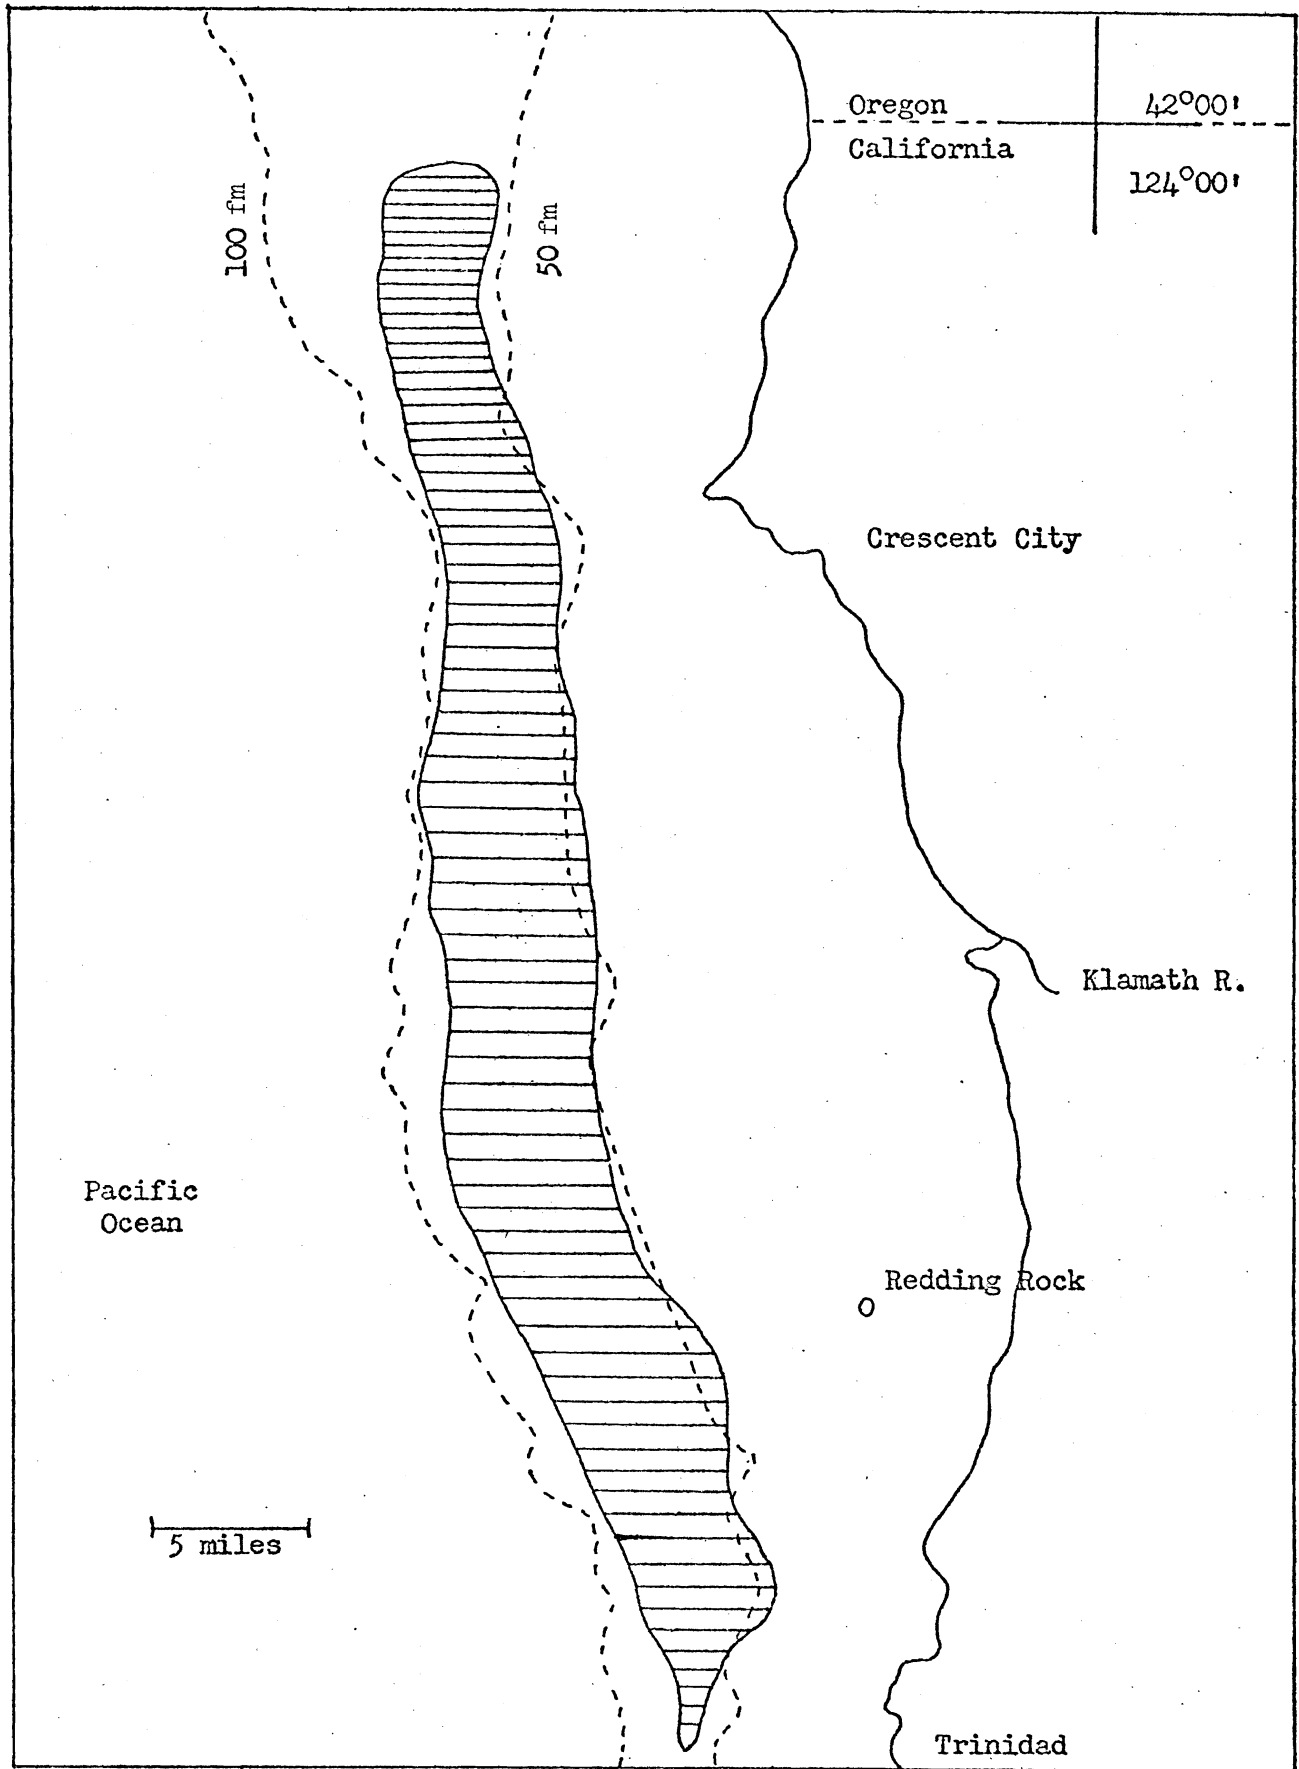 Oregon
42°00'
California
124°00'
100 fm
50 fm
Crescent City
Klamath R.
Pacific
Ocean
Redding Rock
5 miles
Trinidad